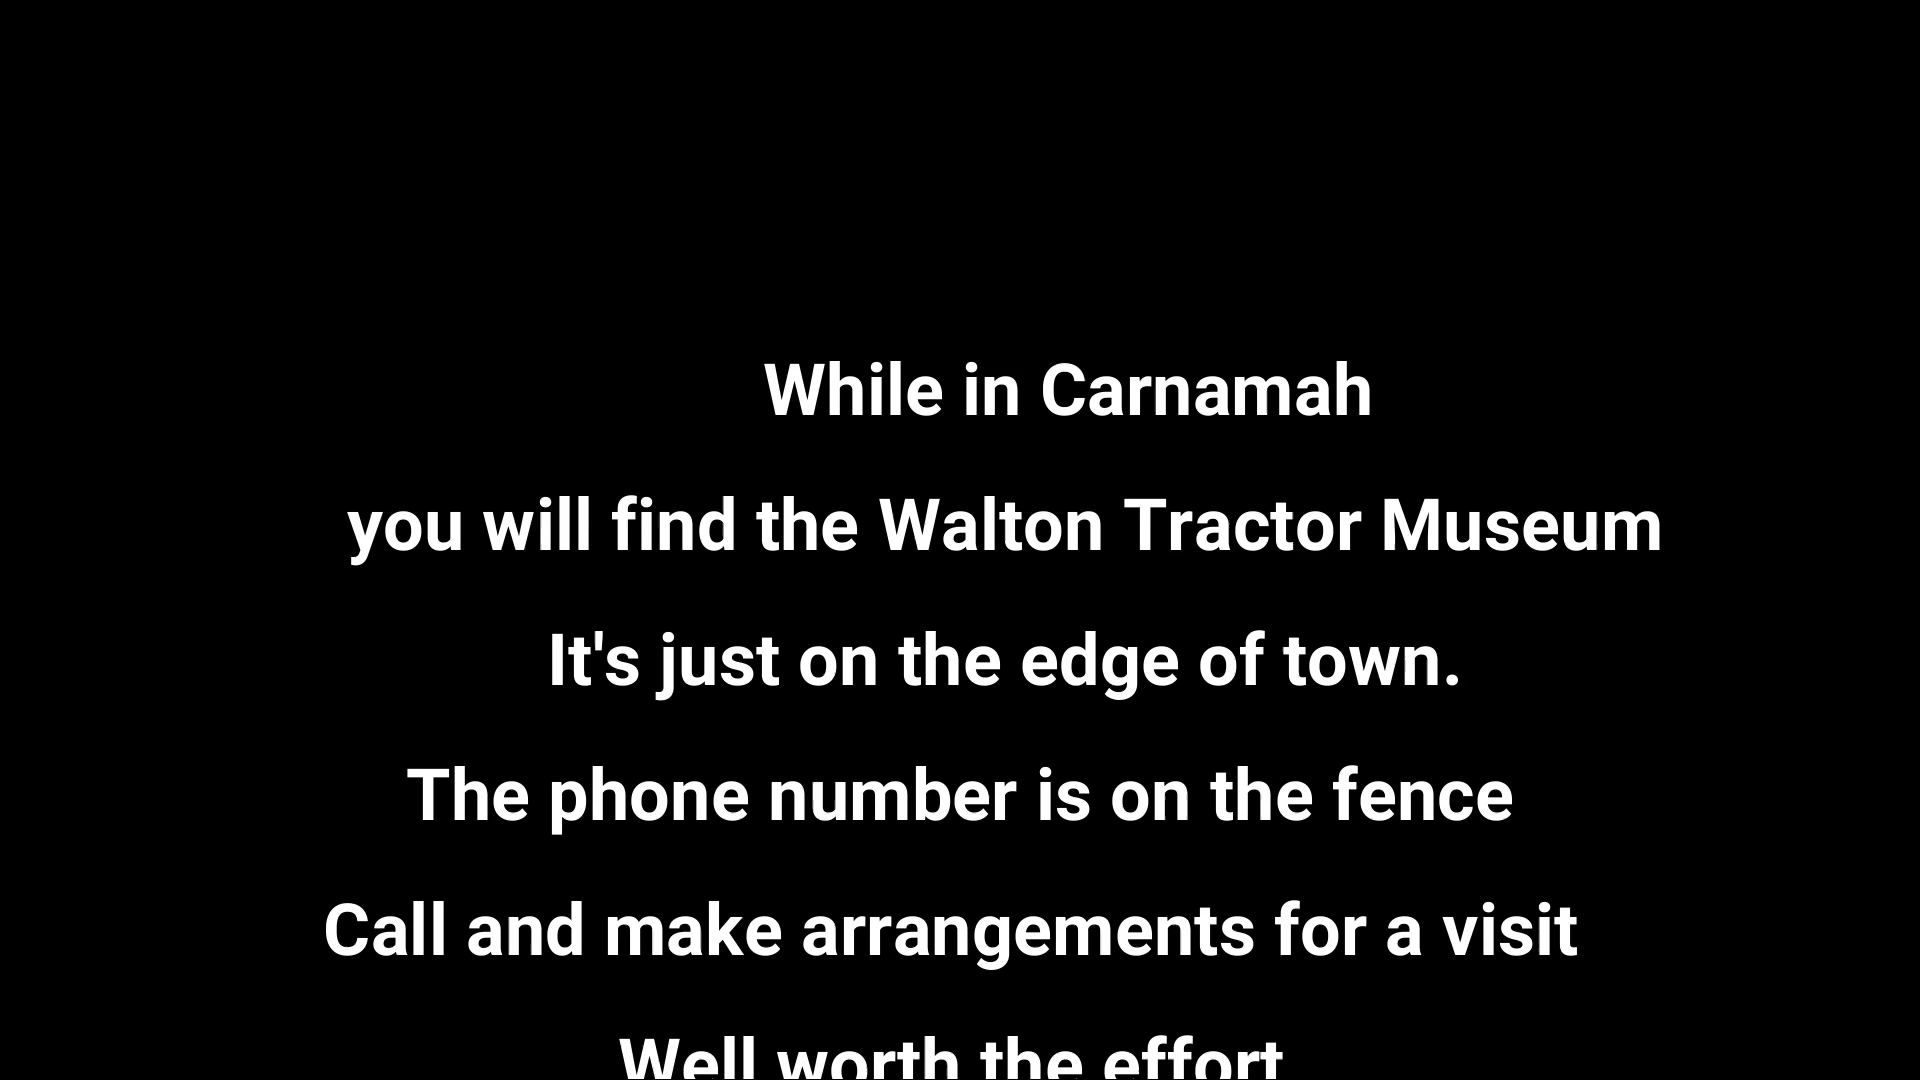 While in Carnamah
you will find the Walton Tractor Museum
It's just on the edge of town.
The phone number is on the fence
Call and make arrangements for a visit
Well worth the effort